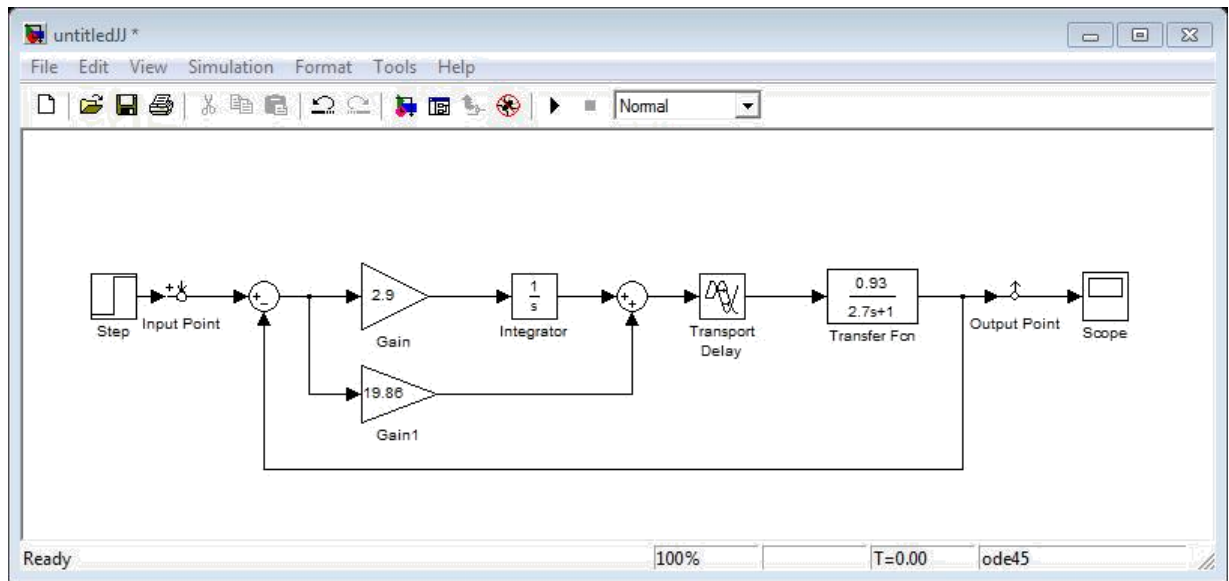 untitledJJ *
File Edit View Simulation Format Tools Help
Normal
Step
Input Point
2.9
Gain
1
s
Integrator
Transport
Delay
0.93
2.7s+1
Transfer Fcn
Output Point
Scope
19.86
Gain1
Ready 100% T=0.00 ode45